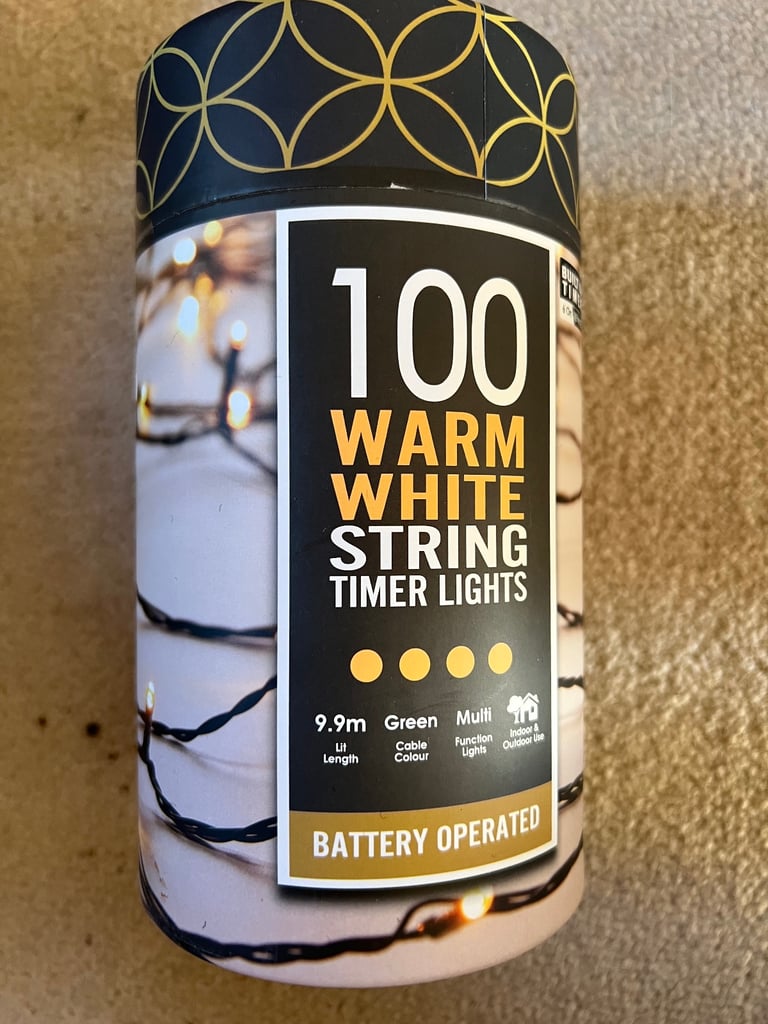 100
WARM
WHITE
STRING
TIMER LIGHTS
9.9m
Lit
Length
Green
Cable
Colour
Multi
Function
Lights
Indoor &
Outdoor Use
BATTERY OPERATED